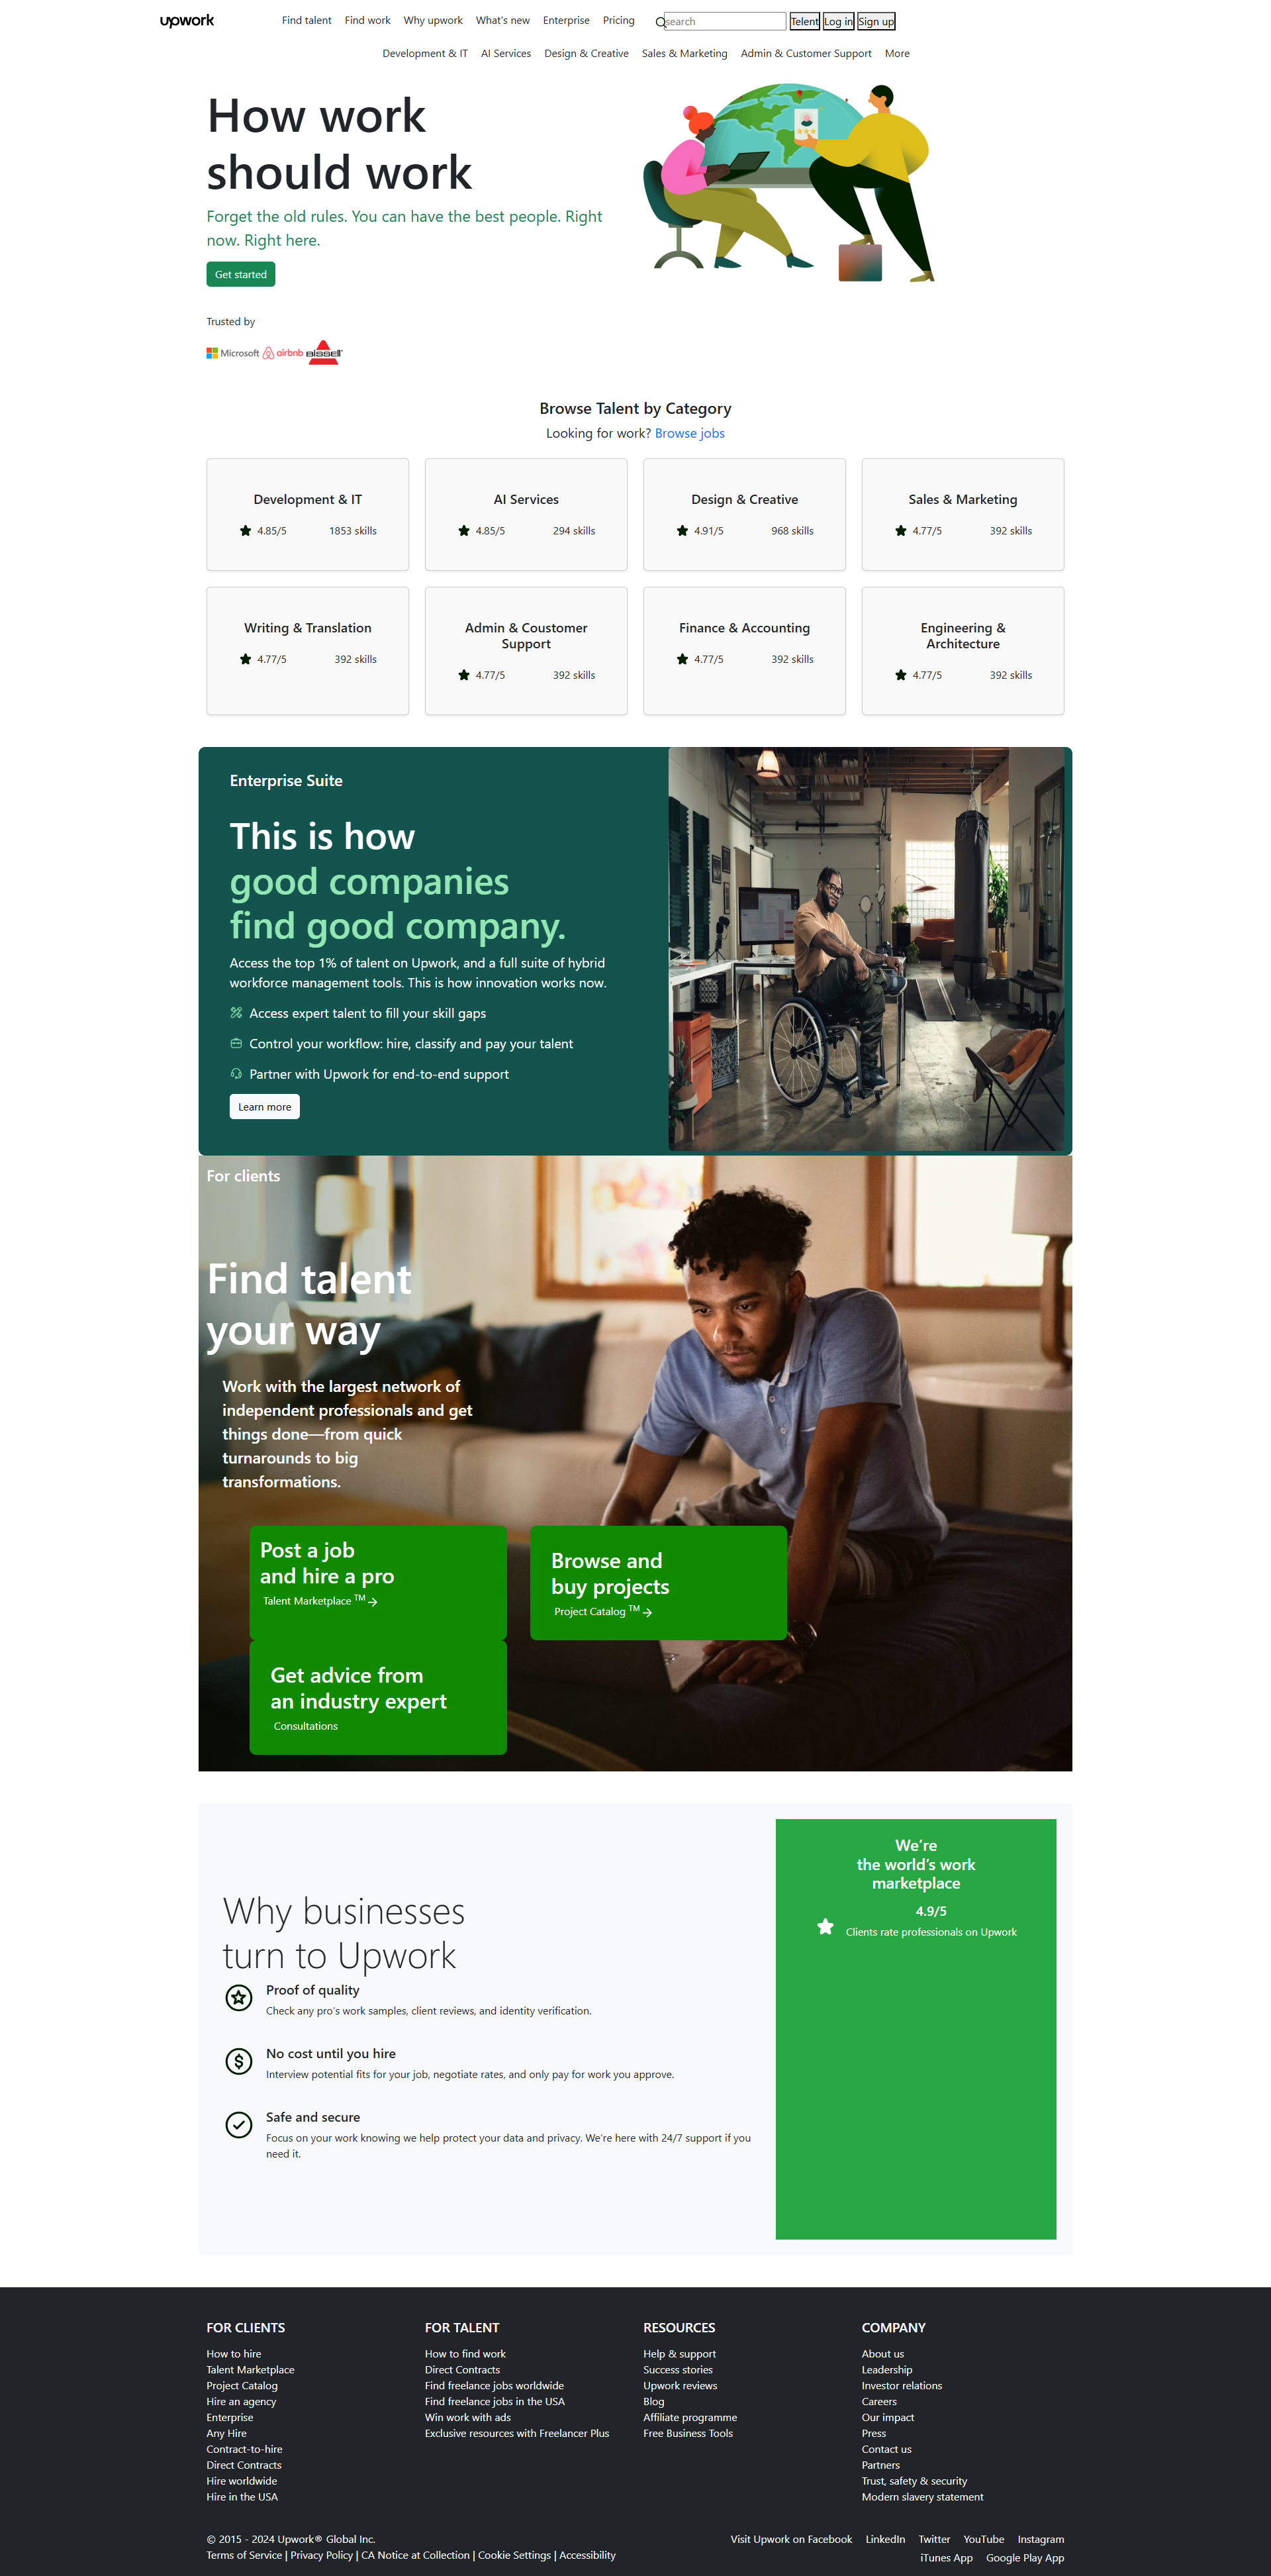 upwork Find talent Find work Why upwork What's new Enterprise Pricing search Telent Log in Sign up
Development & IT AI Services Design & Creative Sales & Marketing Admin & Customer Support More
How work
should work
Forget the old rules. You can have the best people. Right
now. Right here.
Get started
Trusted by
Microsoft airbnb BISSELL
Browse Talent by Category
Looking for work? Browse jobs
Development & IT
4.85/5 1853 skills
AI Services
4.85/5 294 skills
Design & Creative
4.91/5 968 skills
Sales & Marketing
4.77/5 392 skills
Writing & Translation
4.77/5 392 skills
Admin & Coustomer
Support
4.77/5 392 skills
Finance & Accounting
4.77/5 392 skills
Engineering &
Architecture
4.77/5 392 skills
Enterprise Suite
This is how
good companies
find good company.
Access the top 1% of talent on Upwork, and a full suite of hybrid
workforce management tools. This is how innovation works now.
Access expert talent to fill your skill gaps
Control your workflow: hire, classify and pay your talent
Partner with Upwork for end-to-end support
Learn more
For clients
Find talent
your way
Work with the largest network of
independent professionals and get
things done—from quick
turnarounds to big
transformations.
Post a job
and hire a pro
Talent Marketplace TM
Browse and
buy projects
Project Catalog TM
Get advice from
an industry expert
Consultations
Why businesses
turn to Upwork
Proof of quality
Check any pro's work samples, client reviews, and identity verification.
No cost until you hire
Interview potential fits for your job, negotiate rates, and only pay for work you approve.
Safe and secure
Focus on your work knowing we help protect your data and privacy. We're here with 24/7 support if you
need it.
We're
the world's work
marketplace
4.9/5
Clients rate professionals on Upwork
FOR CLIENTS
How to hire
Talent Marketplace
Project Catalog
Hire an agency
Enterprise
Any Hire
Contract-to-hire
Direct Contracts
Hire worldwide
Hire in the USA
FOR TALENT
How to find work
Direct Contracts
Find freelance jobs worldwide
Find freelance jobs in the USA
Win work with ads
Exclusive resources with Freelancer Plus
RESOURCES
Help & support
Success stories
Upwork reviews
Blog
Affiliate programme
Free Business Tools
COMPANY
About us
Leadership
Investor relations
Careers
Our impact
Press
Contact us
Partners
Trust, safety & security
Modern slavery statement
© 2015 - 2024 Upwork® Global Inc.
Terms of Service | Privacy Policy | CA Notice at Collection | Cookie Settings | Accessibility
Visit Upwork on Facebook LinkedIn Twitter YouTube Instagram
iTunes App Google Play App